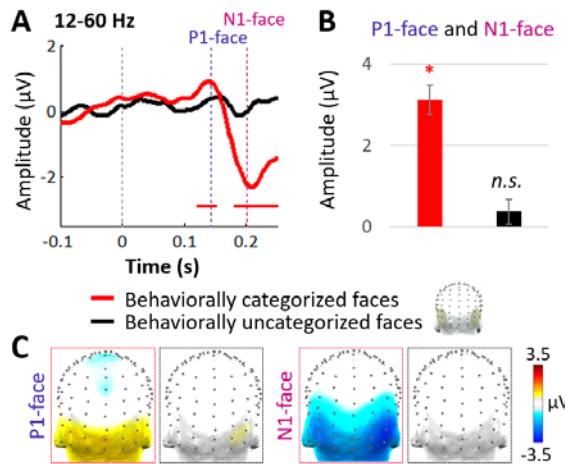 A
12-60 Hz
N1-face
P1-face
Amplitude (µV)
2
0
-2
-0.1
0
0.1
0.2
Time (s)
B
P1-face and N1-face
Amplitude (µV)
4
2
0
*
n.s.
Behaviorally categorized faces
Behaviorally uncategorized faces
C
P1-face
N1-face
3.5
µV
-3.5